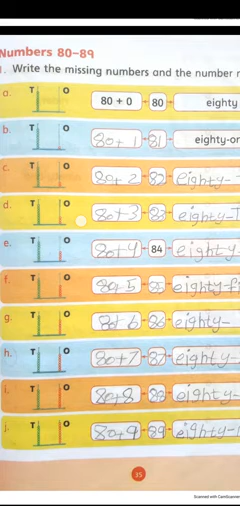 Numbers 80–89
1. Write the missing numbers and the number
a. T O 80 + 0 80 eighty
b. T O 80+1 81 eighty-
c. T O 80+2 82 eighty-
d. T O 80+3 83 eighty-
e. T O 80+4 84 eighty-
f. T O 80+5 85 eighty-
g. T O 80+6 86 eighty-
h. T O 80+7 87 eighty-
i. T O 80+8 88 eighty-
j. T O 80+9 89 eighty-
35
Scanned with CamScanner